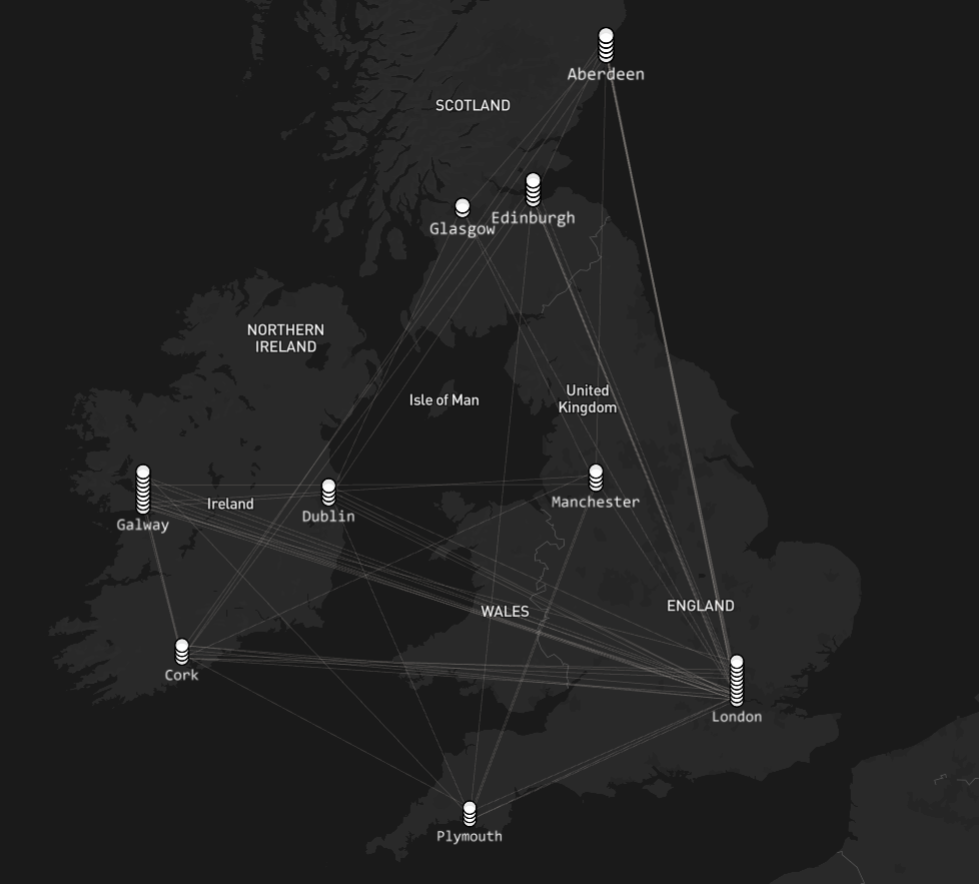 Aberdeen
SCOTLAND
Edinburgh
Glasgow
NORTHERN
IRELAND
Isle of Man
United
Kingdom
Manchester
Ireland
Dublin
Galway
WALES
ENGLAND
Cork
London
Plymouth